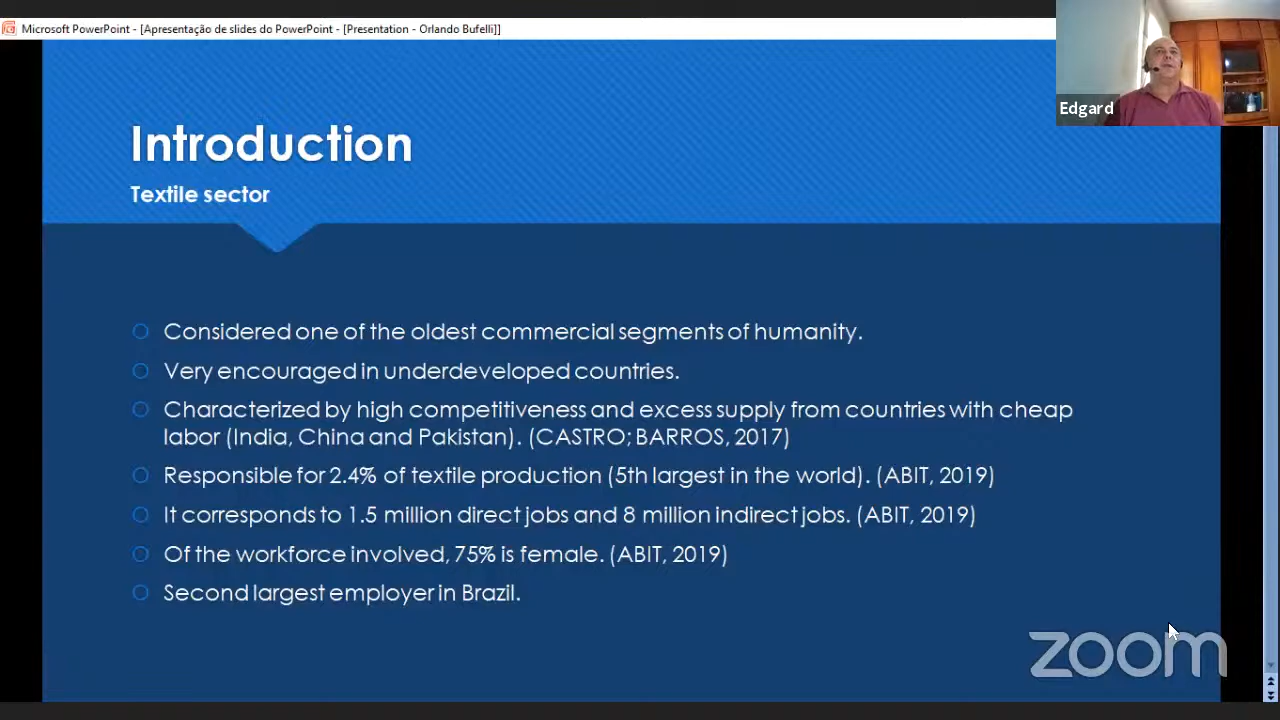 Microsoft PowerPoint - [Apresentação de slides do PowerPoint - [Presentation - Orlando Bufelli]]
Edgard
Introduction
Textile sector
Considered one of the oldest commercial segments of humanity.
Very encouraged in underdeveloped countries.
Characterized by high competitiveness and excess supply from countries with cheap
labor (India, China and Pakistan). (CASTRO; BARROS, 2017)
Responsible for 2.4% of textile production (5th largest in the world). (ABIT, 2019)
It corresponds to 1.5 million direct jobs and 8 million indirect jobs. (ABIT, 2019)
Of the workforce involved, 75% is female. (ABIT, 2019)
Second largest employer in Brazil.
zoom